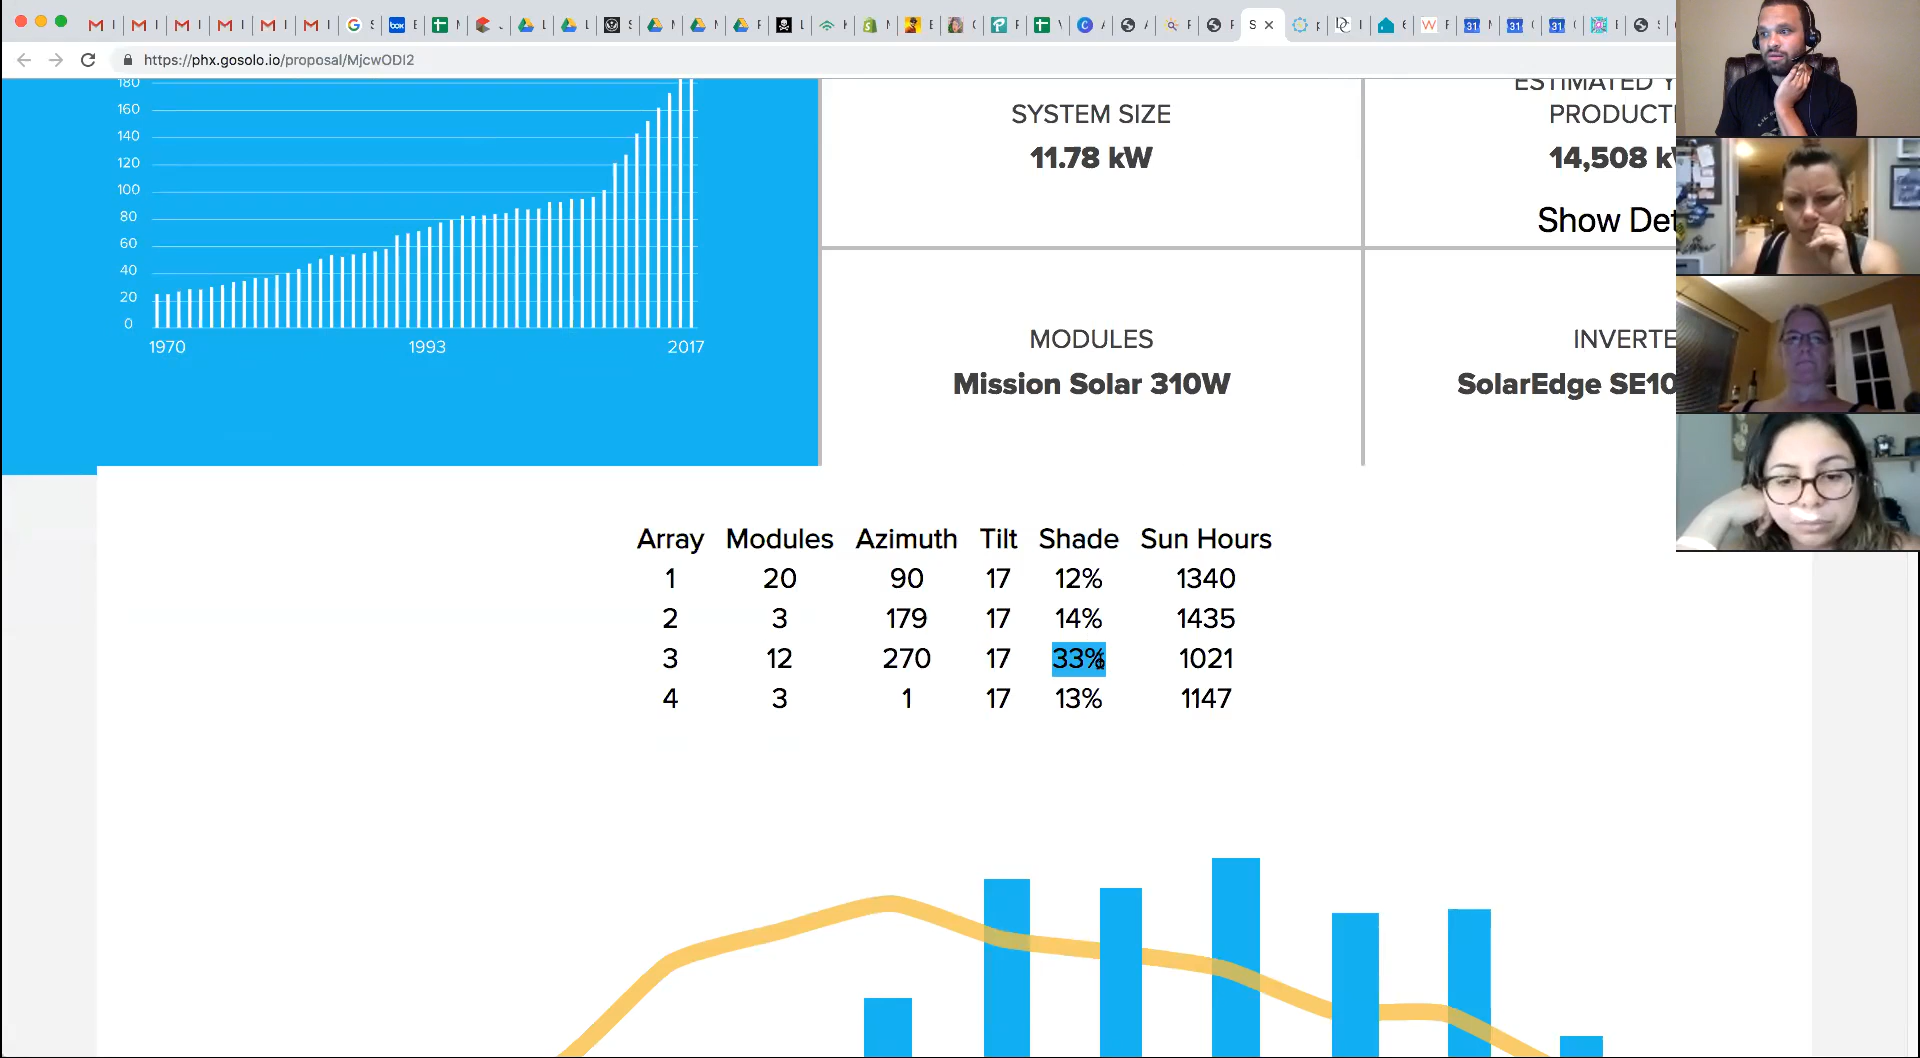 https://phx.gosolo.io/proposal/MjcwODI2
180
160
140
120
100
80
60
40
20
0
1970 1993 2017
SYSTEM SIZE
11.78 kW
ESTIMATED Y
PRODUCT
14,508 k
Show Det
MODULES
Mission Solar 310W
INVERTE
SolarEdge SE10
Array Modules Azimuth Tilt Shade Sun Hours
1 20 90 17 12% 1340
2 3 179 17 14% 1435
3 12 270 17 33% 1021
4 3 1 17 13% 1147